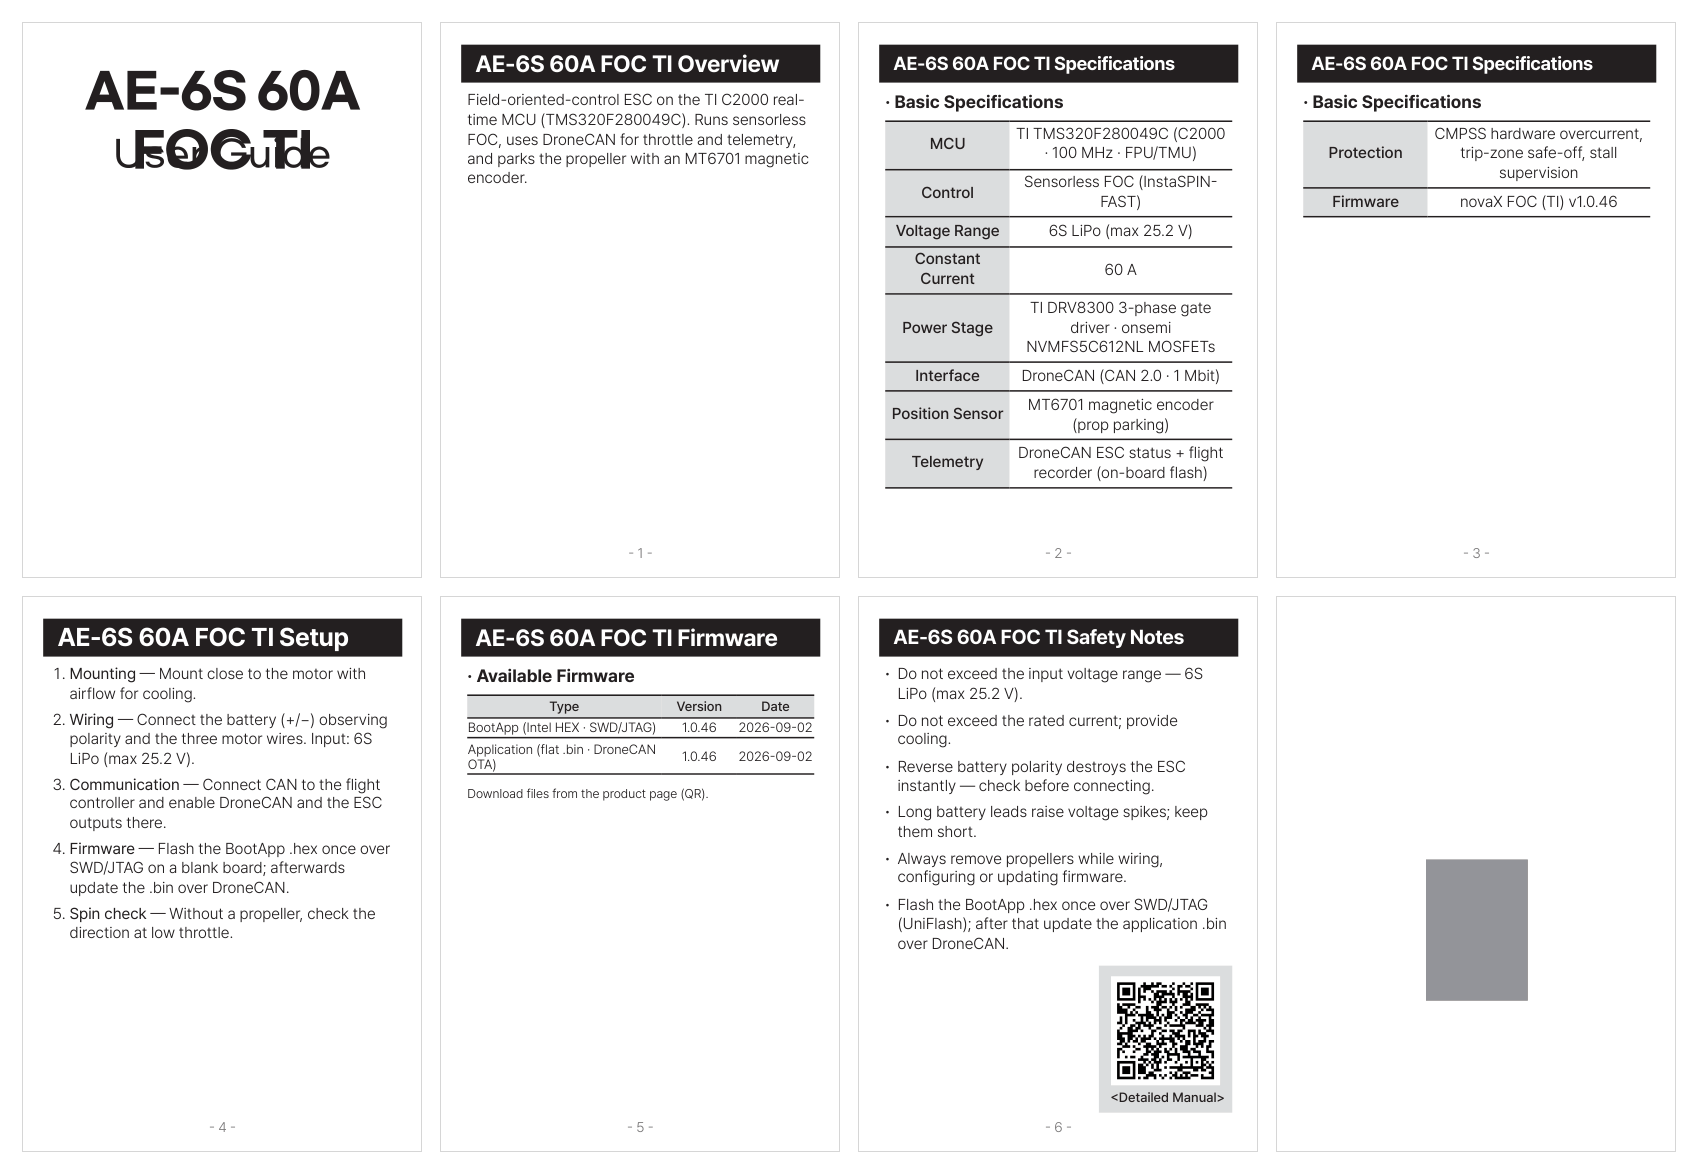 AE-6S 60A
FOC TI
User Guide
AE-6S 60A FOC TI Overview
Field-oriented-control ESC on the TI C2000 real-
time MCU (TMS320F280049C). Runs sensorless
FOC, uses DroneCAN for throttle and telemetry,
and parks the propeller with an MT6701 magnetic
encoder.
- 1 -
AE-6S 60A FOC TI Specifications
· Basic Specifications
MCU
TI TMS320F280049C (C2000
· 100 MHz · FPU/TMU)
Control
Sensorless FOC (InstaSPIN-
FAST)
Voltage Range
6S LiPo (max 25.2 V)
Constant
Current
60 A
Power Stage
TI DRV8300 3-phase gate
driver · onsemi
NVMFS5C612NL MOSFETs
Interface
DroneCAN (CAN 2.0 · 1 Mbit)
Position Sensor
MT6701 magnetic encoder
(prop parking)
Telemetry
DroneCAN ESC status + flight
recorder (on-board flash)
- 2 -
AE-6S 60A FOC TI Specifications
· Basic Specifications
Protection
CMPSS hardware overcurrent,
trip-zone safe-off, stall
supervision
Firmware
novaX FOC (TI) v1.0.46
- 3 -
AE-6S 60A FOC TI Setup
1. Mounting — Mount close to the motor with
airflow for cooling.
2. Wiring — Connect the battery (+/−) observing
polarity and the three motor wires. Input: 6S
LiPo (max 25.2 V).
3. Communication — Connect CAN to the flight
controller and enable DroneCAN and the ESC
outputs there.
4. Firmware — Flash the BootApp .hex once over
SWD/JTAG on a blank board; afterwards
update the .bin over DroneCAN.
5. Spin check — Without a propeller, check the
direction at low throttle.
- 4 -
AE-6S 60A FOC TI Firmware
· Available Firmware
Type Version Date
BootApp (Intel HEX · SWD/JTAG) 1.0.46 2026-09-02
Application (flat .bin · DroneCAN
OTA) 1.0.46 2026-09-02
Download files from the product page (QR).
- 5 -
AE-6S 60A FOC TI Safety Notes
· Do not exceed the input voltage range — 6S
LiPo (max 25.2 V).
· Do not exceed the rated current; provide
cooling.
· Reverse battery polarity destroys the ESC
instantly — check before connecting.
· Long battery leads raise voltage spikes; keep
them short.
· Always remove propellers while wiring,
configuring or updating firmware.
· Flash the BootApp .hex once over SWD/JTAG
(UniFlash); after that update the application .bin
over DroneCAN.
<Detailed Manual>
- 6 -